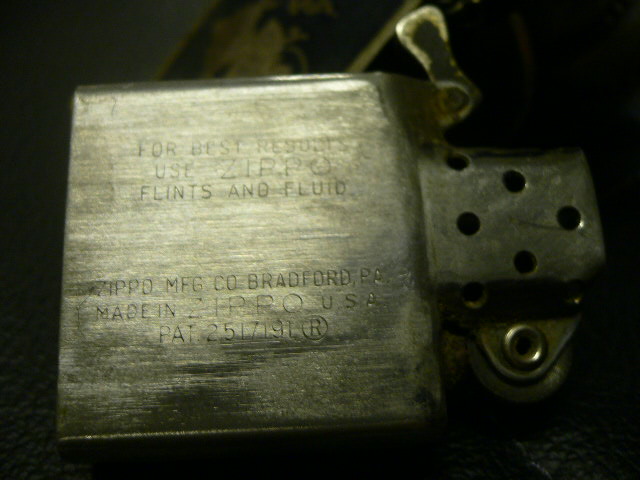 FOR BEST RESULTS
USE ZIPPO
FLINTS AND FLUID
ZIPPO MFG. CO. BRADFORD, PA.
MADE IN ZIPPO U.S.A.
PAT. 2517191 ®